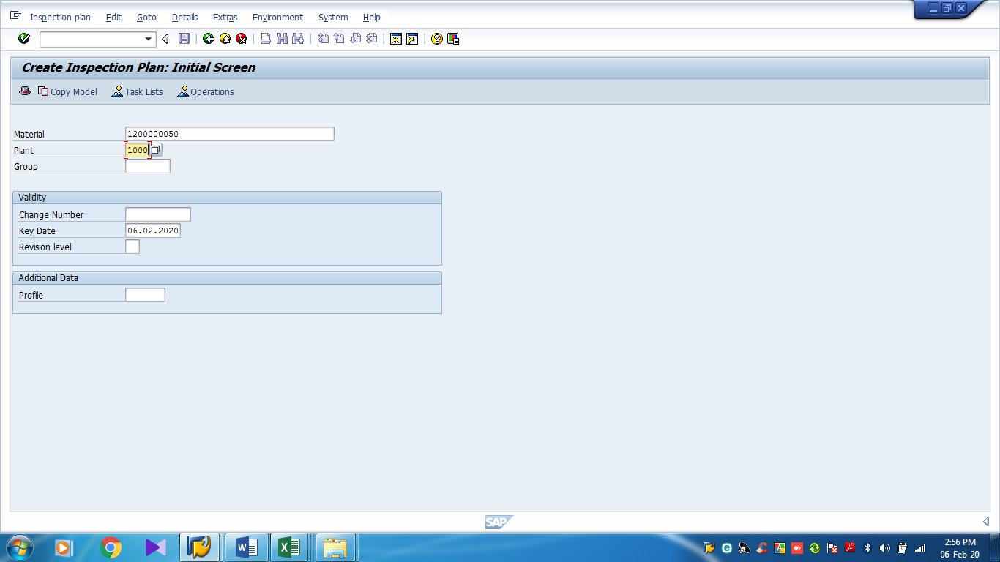 Inspection plan Edit Goto Details Extras Environment System Help
Create Inspection Plan: Initial Screen
Copy Model Task Lists Operations
Material 1200000050
Plant 1000
Group
Validity
Change Number
Key Date 06.02.2020
Revision level
Additional Data
Profile
SAP
2:56 PM
06-Feb-20